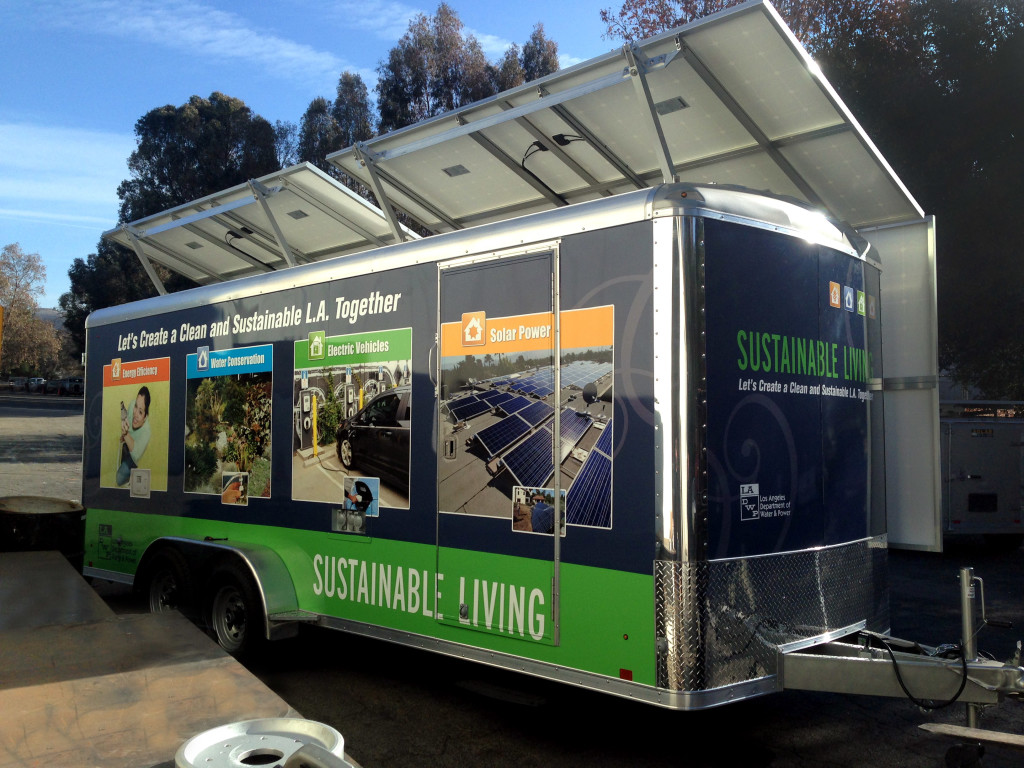 Let's Create a Clean and Sustainable L.A. Together
Energy Efficiency
Water Conservation
Electric Vehicles
Solar Power
SUSTAINABLE LIVING
SUSTAINABLE LIVING
Let's Create a Clean and Sustainable L.A. Together
LA
DWP
Los Angeles
Department of
Water & Power